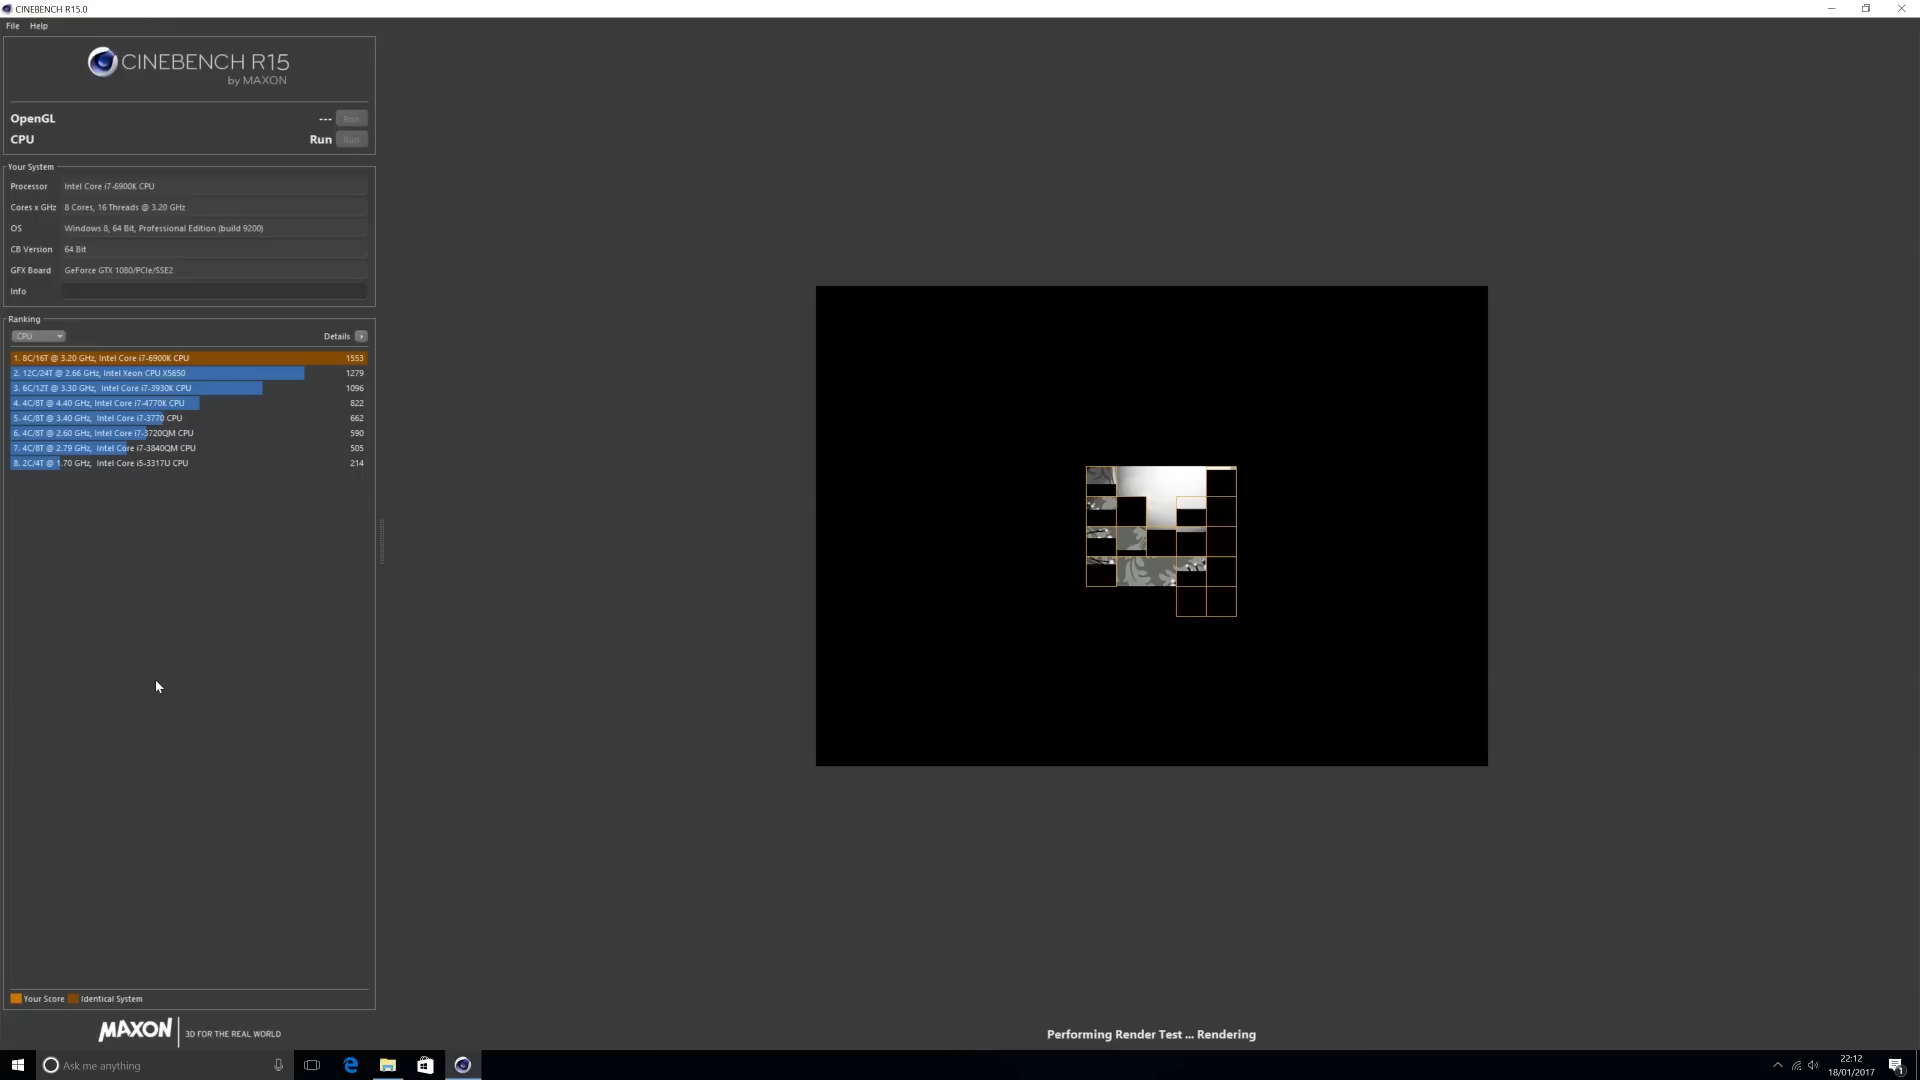 CINEBENCH R15.0
File Help
CINEBENCH R15
by MAXON
OpenGL --- Run
CPU Run Run
Your System
Processor Intel Core i7-6900K CPU
Cores x GHz 8 Cores, 16 Threads @ 3.20 GHz
OS Windows 8, 64 Bit, Professional Edition (build 9200)
CB Version 64 Bit
GFX Board GeForce GTX 1080/PCIe/SSE2
Info
Ranking
CPU Details
1. 8C/16T @ 3.20 GHz, Intel Core i7-6900K CPU 1553
2. 12C/24T @ 2.66 GHz, Intel Xeon CPU X5650 1279
3. 6C/12T @ 3.30 GHz, Intel Core i7-3930K CPU 1096
4. 4C/8T @ 4.40 GHz, Intel Core i7-4770K CPU 822
5. 4C/8T @ 3.40 GHz, Intel Core i7-3770 CPU 662
6. 4C/8T @ 2.60 GHz, Intel Core i7-3720QM CPU 590
7. 4C/8T @ 2.79 GHz, Intel Core i7-3840QM CPU 505
8. 2C/4T @ 1.70 GHz, Intel Core i5-3317U CPU 214
Your Score Identical System
MAXON 3D FOR THE REAL WORLD
Performing Render Test ... Rendering
Ask me anything
22:12
18/01/2017
1